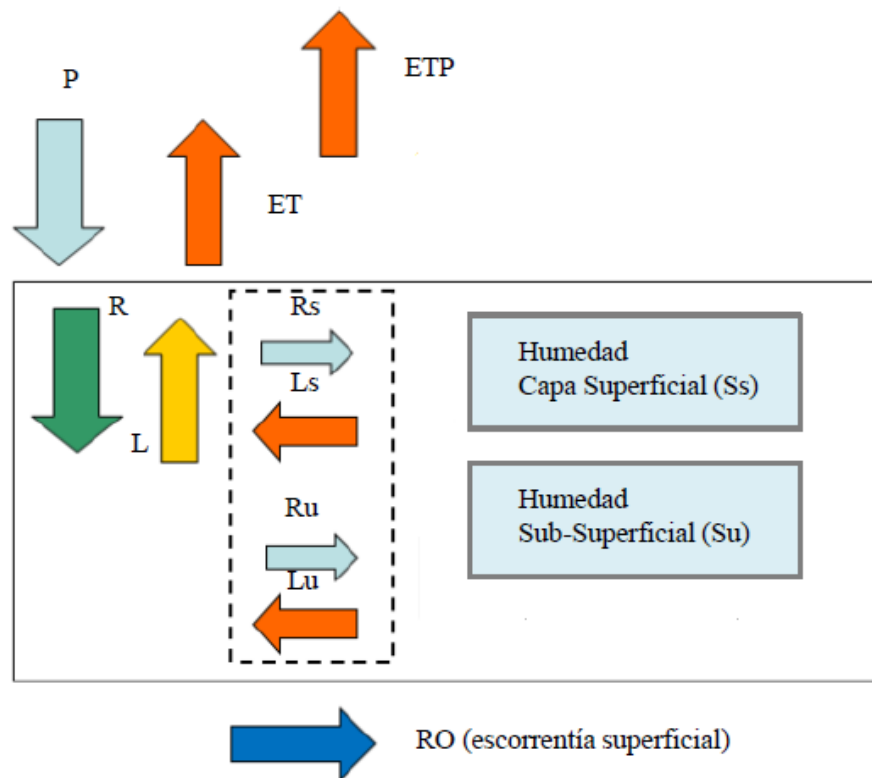 P
ETP
ET
R
L
Rs
Ls
Ru
Lu
Humedad
Capa Superficial (Ss)
Humedad
Sub-Superficial (Su)
RO (escorrentía superficial)